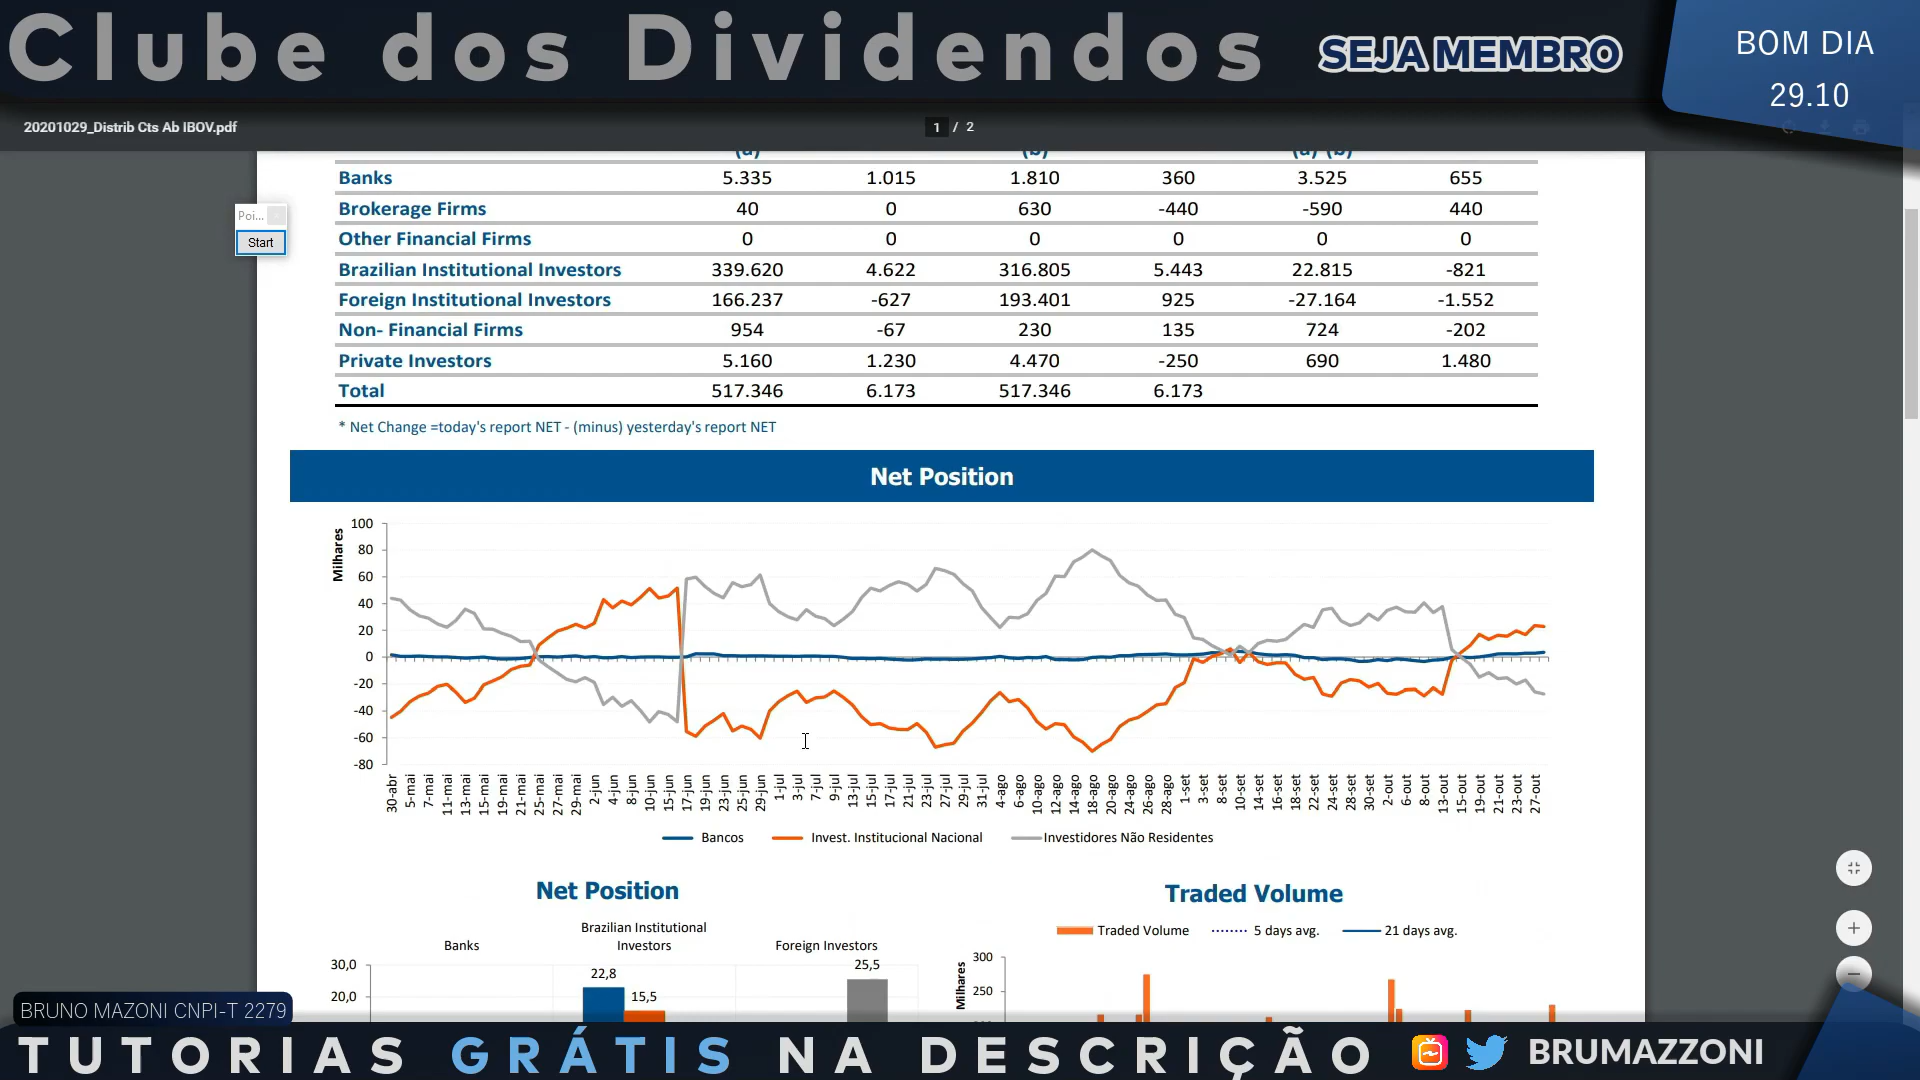 Clube dos Dividendos
SEJA MEMBRO
BOM DIA
29.10
20201029_Distrib Cts Ab IBOV.pdf
1 / 2
Poi...
Start
(a) (b) (a)-(b)
Banks 5.335 1.015 1.810 360 3.525 655
Brokerage Firms 40 0 630 -440 -590 440
Other Financial Firms 0 0 0 0 0 0
Brazilian Institutional Investors 339.620 4.622 316.805 5.443 22.815 -821
Foreign Institutional Investors 166.237 -627 193.401 925 -27.164 -1.552
Non- Financial Firms 954 -67 230 135 724 -202
Private Investors 5.160 1.230 4.470 -250 690 1.480
Total 517.346 6.173 517.346 6.173
* Net Change =today's report NET - (minus) yesterday's report NET
Net Position
Milhares
100
80
60
40
20
0
-20
-40
-60
-80
30-abr 5-mai 7-mai 11-mai 13-mai 15-mai 19-mai 21-mai 25-mai 27-mai 29-mai 2-jun 4-jun 8-jun 10-jun 15-jun 17-jun 19-jun 23-jun 25-jun 29-jun 1-jul 3-jul 7-jul 9-jul 13-jul 15-jul 17-jul 21-jul 23-jul 27-jul 29-jul 31-jul 4-ago 6-ago 10-ago 12-ago 14-ago 18-ago 20-ago 24-ago 26-ago 28-ago 1-set 3-set 8-set 10-set 14-set 16-set 18-set 22-set 24-set 28-set 30-set 2-out 6-out 8-out 13-out 15-out 19-out 21-out 23-out 27-out
Bancos Invest. Institucional Nacional Investidores Não Residentes
Net Position
Banks
Brazilian Institutional
Investors
Foreign Investors
30,0
20,0
22,8
15,5
25,5
Traded Volume
Traded Volume 5 days avg. 21 days avg.
Milhares
300
250
BRUNO MAZONI CNPI-T 2279
TUTORIAS GRÁTIS NA DESCRIÇÃO
BRUMAZZONI